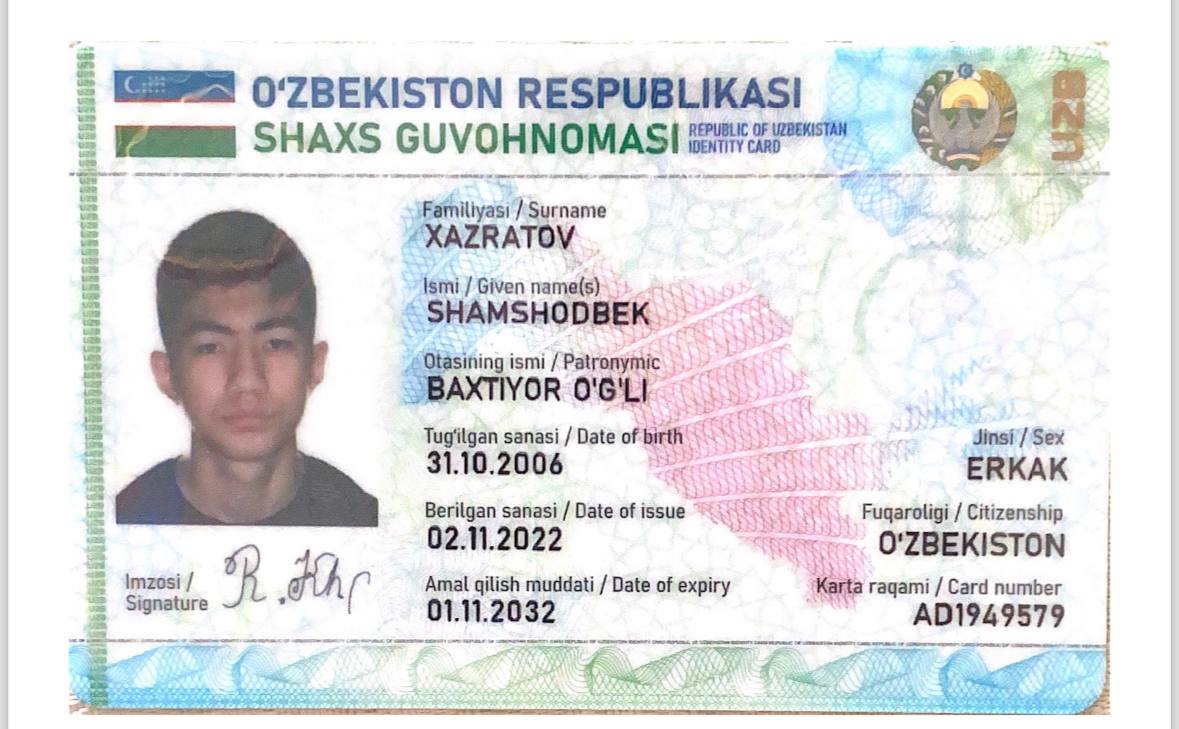 O'ZBEKISTON RESPUBLIKASI
SHAXS GUVOHNOMASI REPUBLIC OF UZBEKISTAN IDENTITY CARD
UZB
Familiyasi / Surname
XAZRATOV
Ismi / Given name(s)
SHAMSHODBEK
Otasining ismi / Patronymic
BAXTIYOR O'G'LI
Tug'ilgan sanasi / Date of birth
31.10.2006
Jinsi / Sex
ERKAK
Berilgan sanasi / Date of issue
02.11.2022
Fuqaroligi / Citizenship
O'ZBEKISTON
Amal qilish muddati / Date of expiry
01.11.2032
Karta raqami / Card number
AD1949579
Imzosi /
Signature